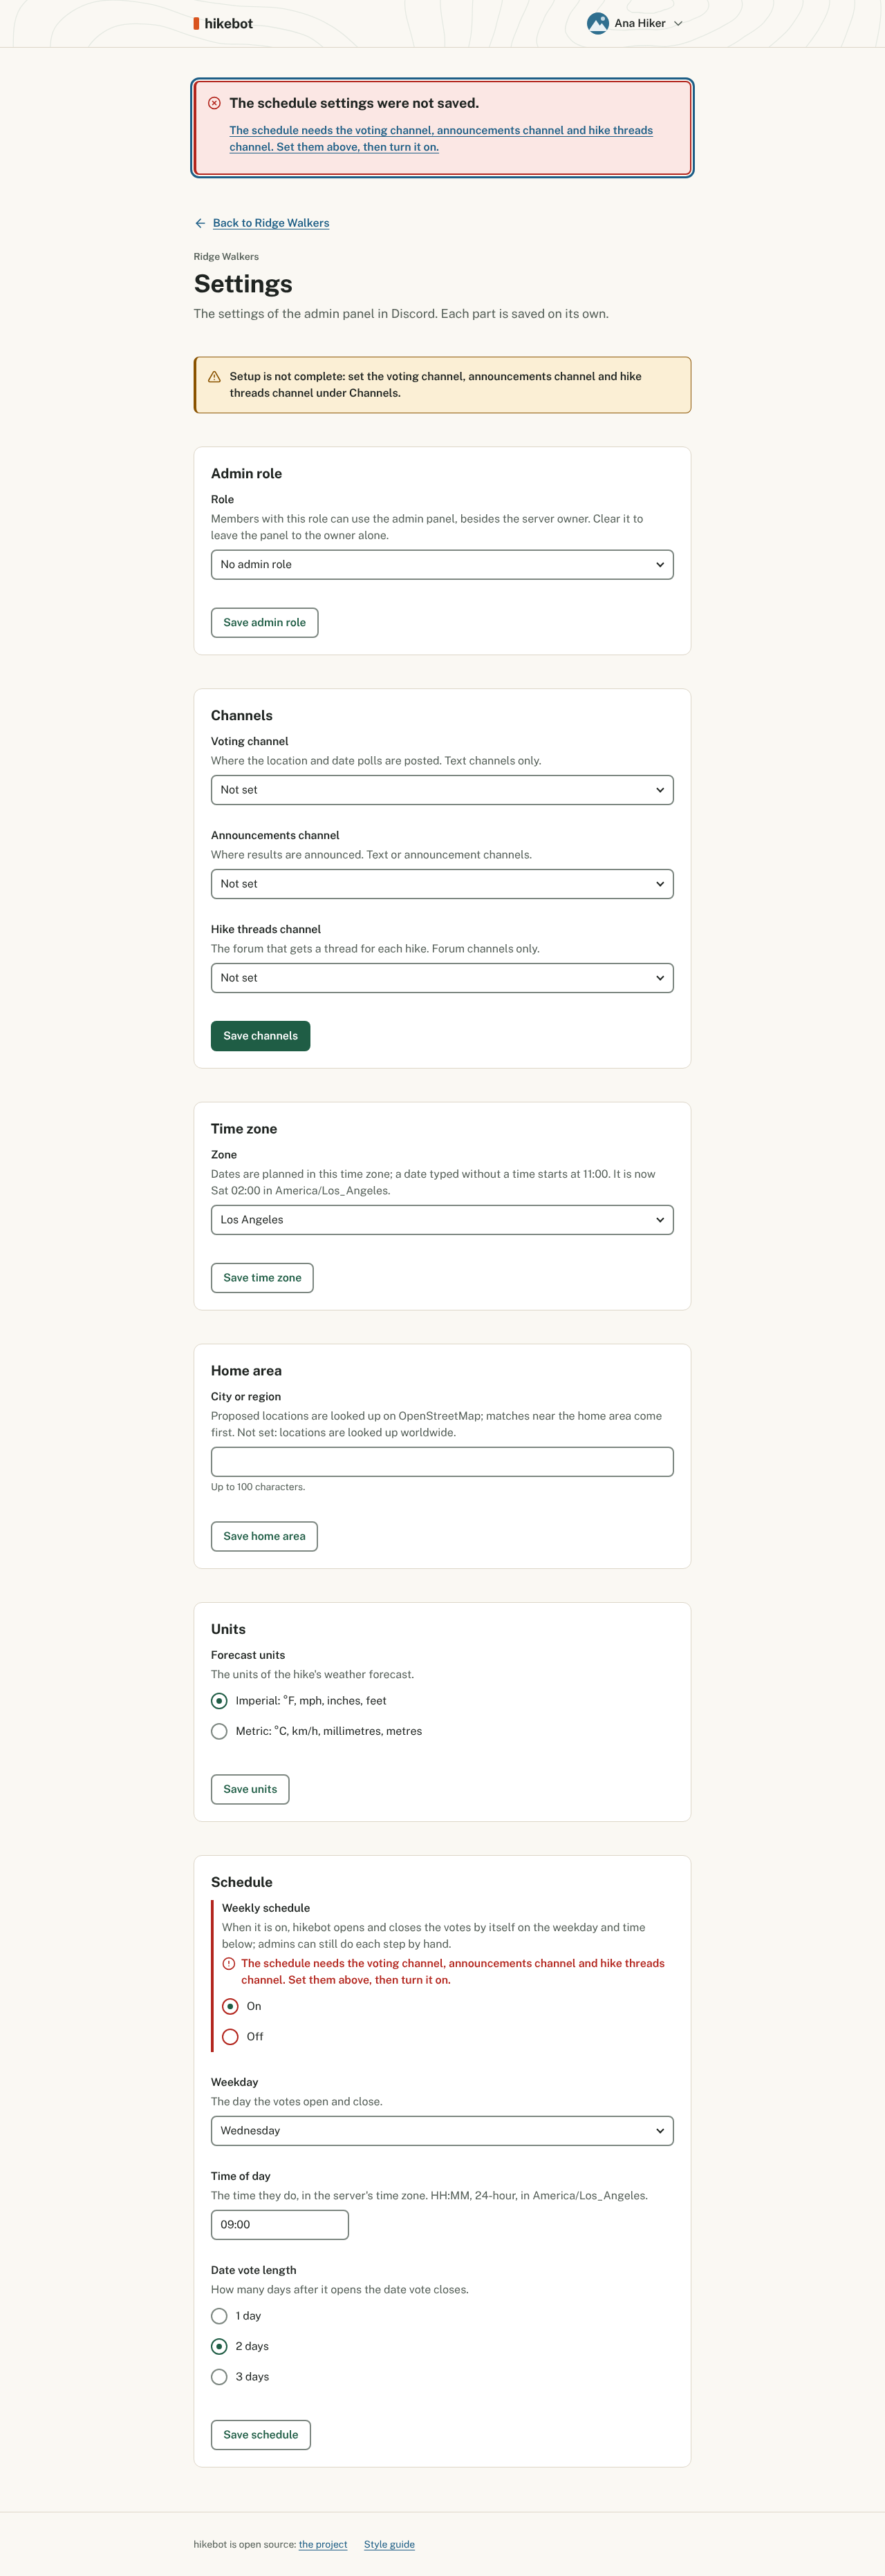 hikebot
Ana Hiker
The schedule settings were not saved.
The schedule needs the voting channel, announcements channel and hike threads
channel. Set them above, then turn it on.
Back to Ridge Walkers
Ridge Walkers
Settings
The settings of the admin panel in Discord. Each part is saved on its own.
Setup is not complete: set the voting channel, announcements channel and hike
threads channel under Channels.
Admin role
Role
Members with this role can use the admin panel, besides the server owner. Clear it to
leave the panel to the owner alone.
No admin role
Save admin role
Channels
Voting channel
Where the location and date polls are posted. Text channels only.
Not set
Announcements channel
Where results are announced. Text or announcement channels.
Not set
Hike threads channel
The forum that gets a thread for each hike. Forum channels only.
Not set
Save channels
Time zone
Zone
Dates are planned in this time zone; a date typed without a time starts at 11:00. It is now
Sat 02:00 in America/Los_Angeles.
Los Angeles
Save time zone
Home area
City or region
Proposed locations are looked up on OpenStreetMap; matches near the home area come
first. Not set: locations are looked up worldwide.
Up to 100 characters.
Save home area
Units
Forecast units
The units of the hike's weather forecast.
Imperial: °F, mph, inches, feet
Metric: °C, km/h, millimetres, metres
Save units
Schedule
Weekly schedule
When it is on, hikebot opens and closes the votes by itself on the weekday and time
below; admins can still do each step by hand.
The schedule needs the voting channel, announcements channel and hike threads
channel. Set them above, then turn it on.
On
Off
Weekday
The day the votes open and close.
Wednesday
Time of day
The time they do, in the server's time zone. HH:MM, 24-hour, in America/Los_Angeles.
09:00
Date vote length
How many days after it opens the date vote closes.
1 day
2 days
3 days
Save schedule
hikebot is open source: the project
Style guide